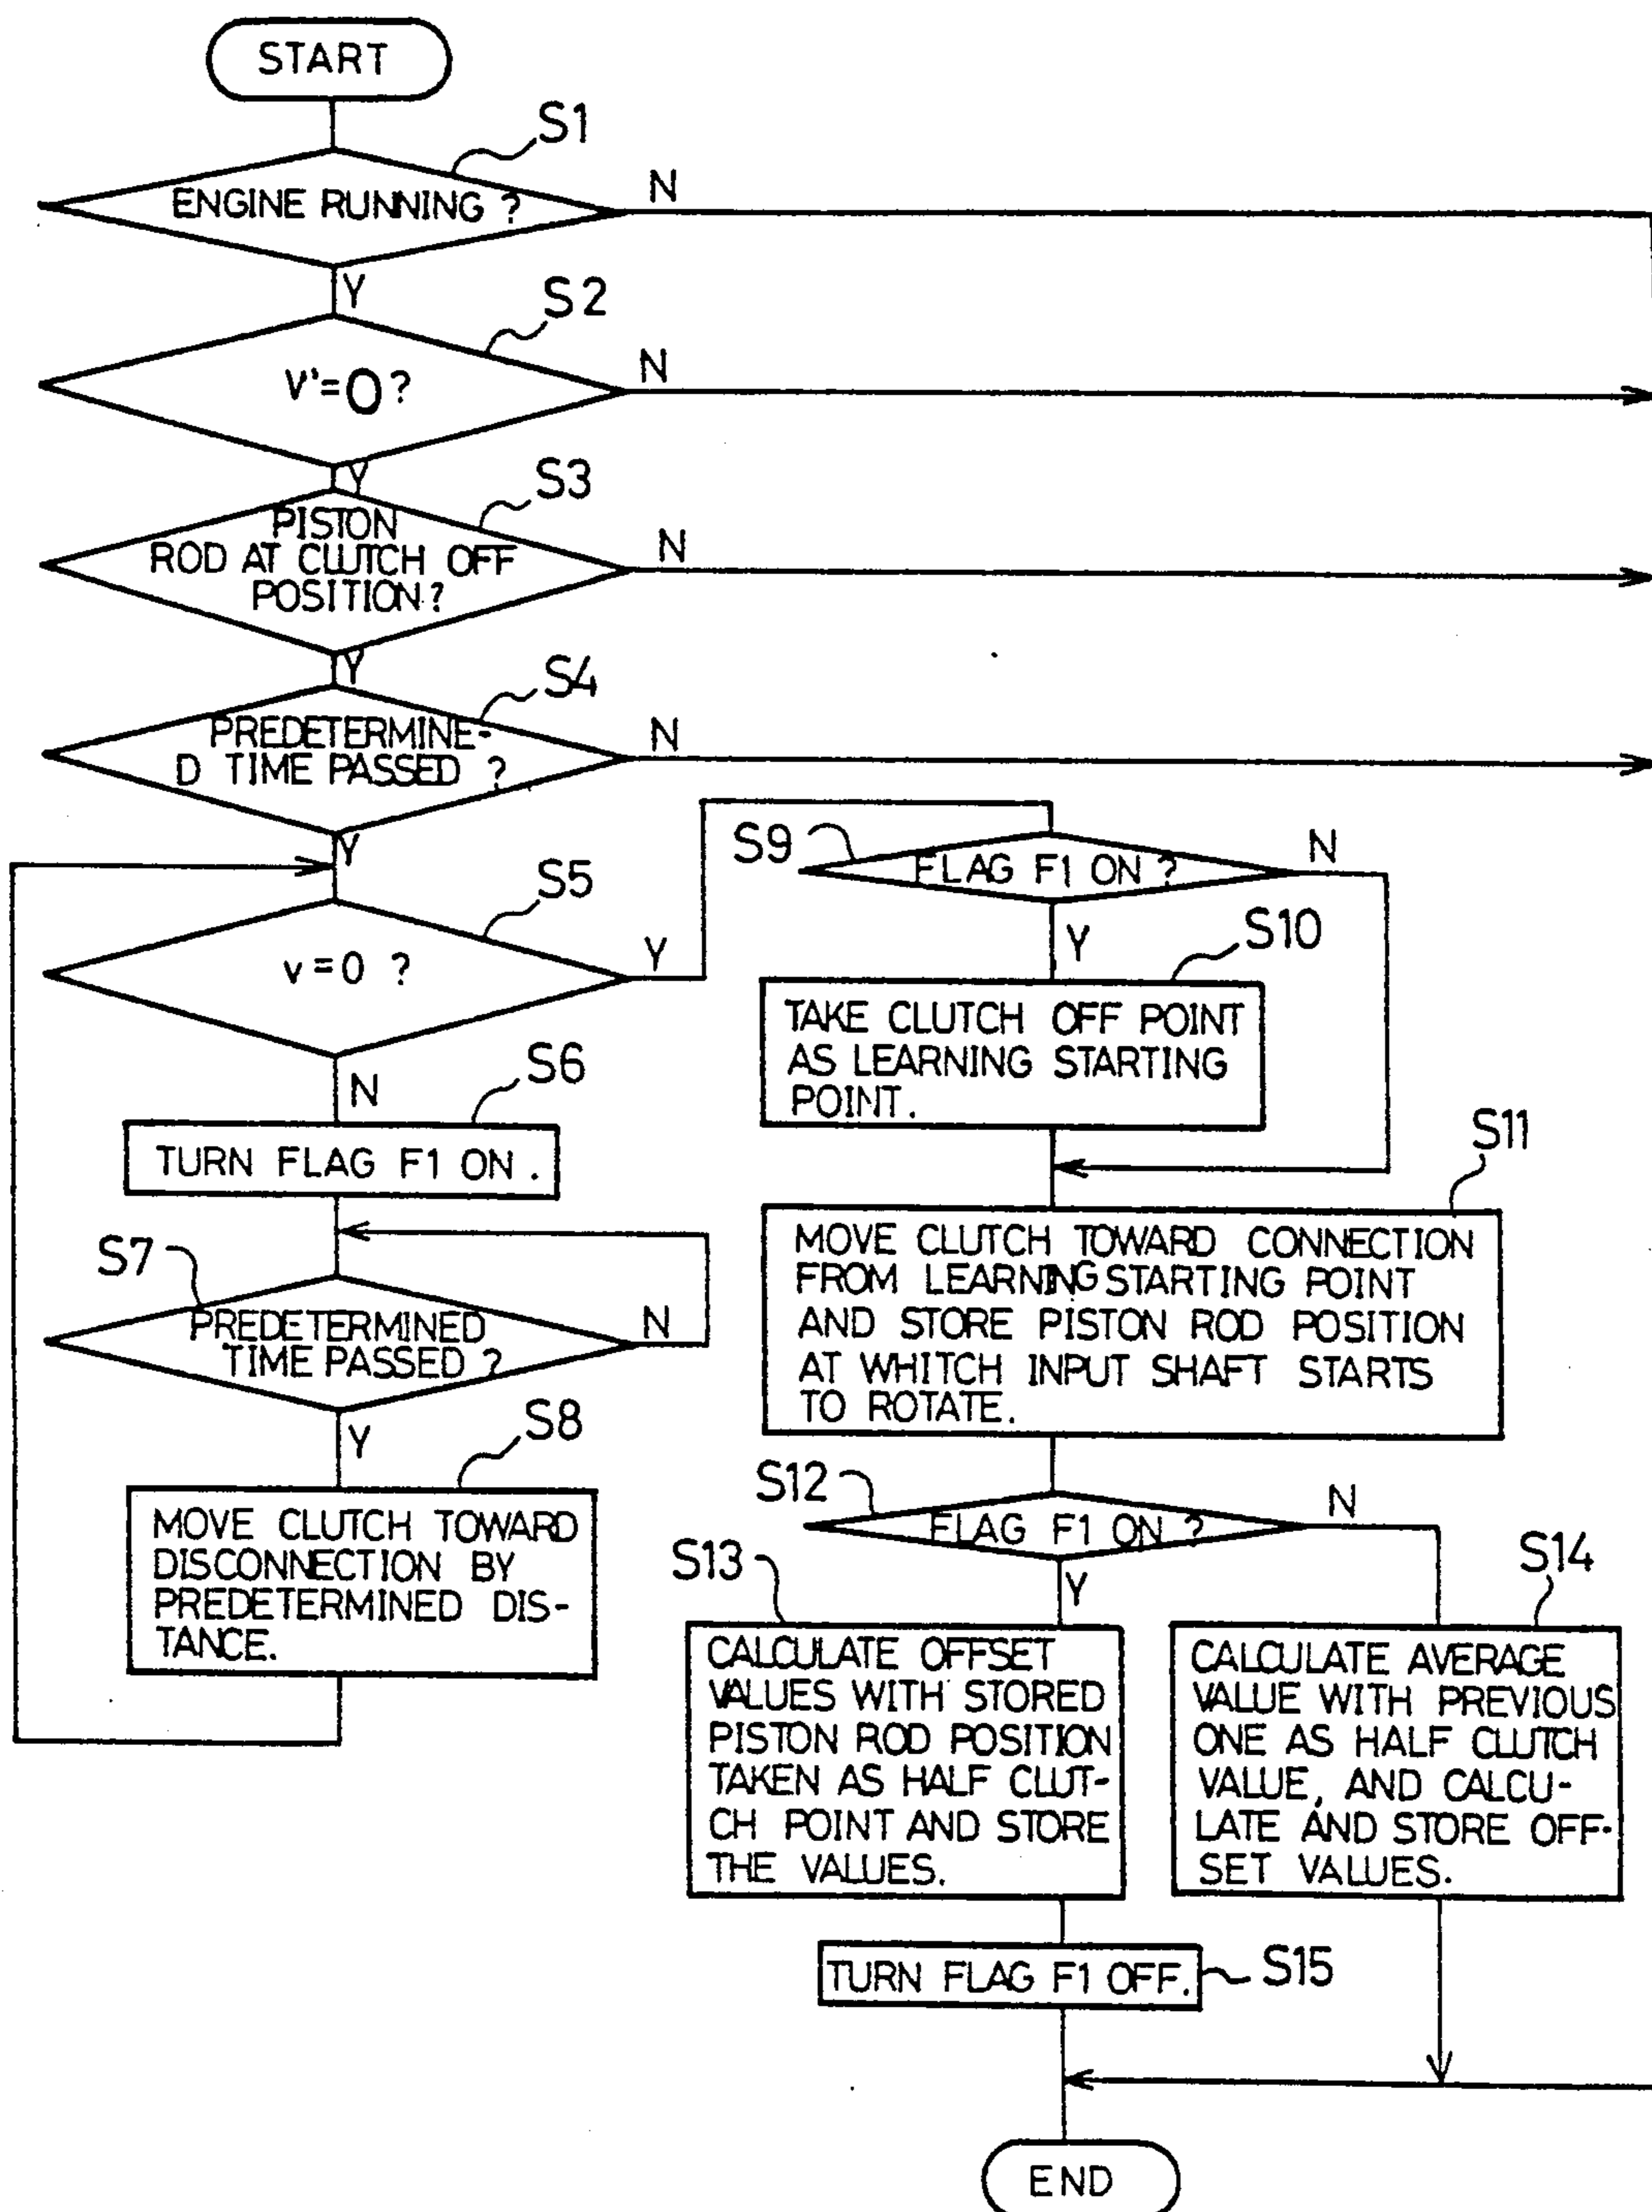 START
S1
ENGINE RUNNING ?
N
Y
S2
V'=0?
N
Y
S3
PISTON
ROD AT CLUTCH OFF
POSITION?
N
Y
S4
PREDETERMINE-
D TIME PASSED ?
N
Y
S5
v=0 ?
Y
N
S6
TURN FLAG F1 ON.
S7
PREDETERMINED
TIME PASSED ?
N
Y
S8
MOVE CLUTCH TOWARD
DISCONNECTION BY
PREDETERMINED DIS-
TANCE.
S9
FLAG F1 ON ?
N
Y
S10
TAKE CLUTCH OFF POINT
AS LEARNING STARTING
POINT.
S11
MOVE CLUTCH TOWARD CONNECTION
FROM LEARNING STARTING POINT
AND STORE PISTON ROD POSITION
AT WHITCH INPUT SHAFT STARTS
TO ROTATE.
S12
FLAG F1 ON ?
N
Y
S13
CALCULATE OFFSET
VALUES WITH STORED
PISTON ROD POSITION
TAKEN AS HALF CLUT-
CH POINT AND STORE
THE VALUES.
S14
CALCULATE AVERAGE
VALUE WITH PREVIOUS
ONE AS HALF CLUTCH
VALUE, AND CALCU-
LATE AND STORE OFF-
SET VALUES.
TURN FLAG F1 OFF.
S15
END